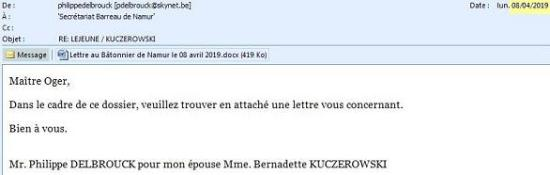 De : philippedelbrouck [pdelbrouck@skynet.be] Date : lun. 08/04/2019
À : 'Secrétariat Barreau de Namur'
Cc :
Objet : RE: LEJEUNE / KUCZEROWSKI
Message Lettre au Bâtonnier de Namur le 08 avril 2019.docx (419 Ko)
Maître Oger,
Dans le cadre de ce dossier, veuillez trouver en attaché une lettre vous concernant.
Bien à vous.
Mr. Philippe DELBROUCK pour mon épouse Mme. Bernadette KUCZEROWSKI